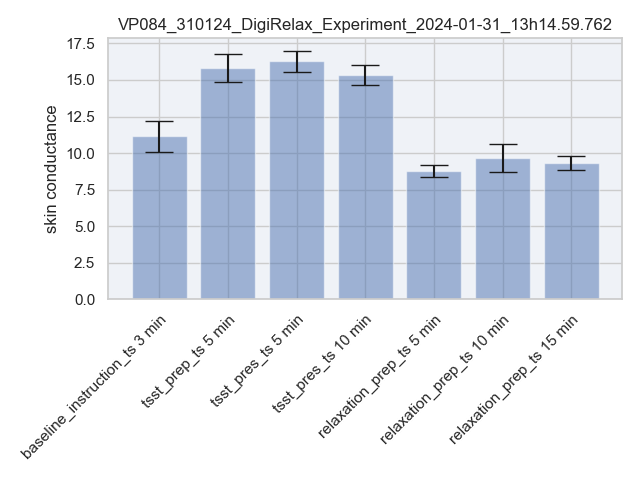 VP084_310124_DigiRelax_Experiment_2024-01-31_13h14.59.762
17.5
15.0
12.5
10.0
7.5
5.0
2.5
0.0
skin conductance
baseline_instruction_ts 3 min
tsst_prep_ts 5 min
tsst_pres_ts 5 min
tsst_pres_ts 10 min
relaxation_prep_ts 5 min
relaxation_prep_ts 10 min
relaxation_prep_ts 15 min